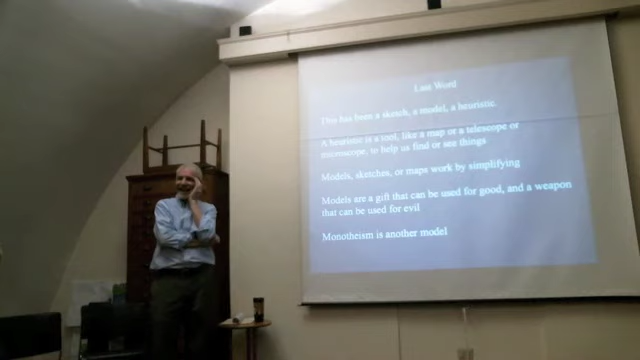 Last Word
This has been a sketch, a model, a heuristic.
A heuristic is a tool, like a map or a telescope or
microscope, to help us find or see things
Models, sketches, or maps work by simplifying
Models are a gift that can be used for good, and a weapon
that can be used for evil
Monotheism is another model